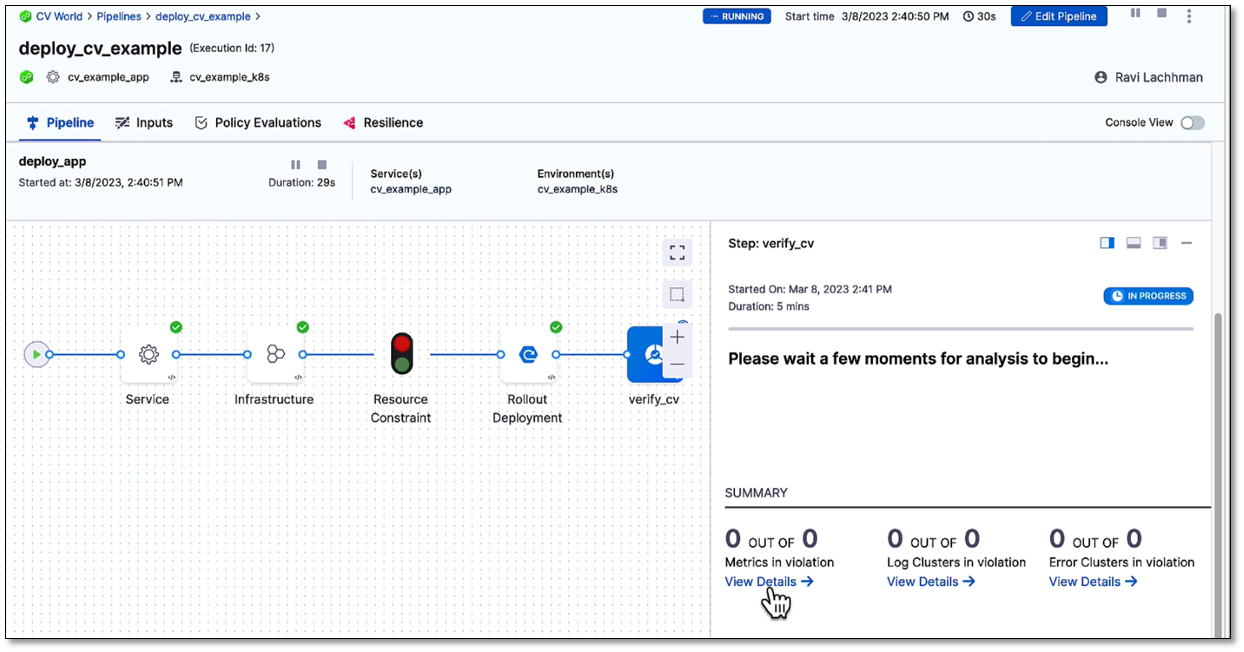 CV World > Pipelines > deploy_cv_example >
RUNNING Start time 3/8/2023 2:40:50 PM 30s Edit Pipeline
deploy_cv_example (Execution Id: 17)
cv_example_app cv_example_k8s
Ravi Lachhman
Pipeline Inputs Policy Evaluations Resilience
Console View
deploy_app
Started at: 3/8/2023, 2:40:51 PM
Duration: 29s
Service(s)
cv_example_app
Environment(s)
cv_example_k8s
Service
Infrastructure
Resource
Constraint
Rollout
Deployment
verify_cv
Step: verify_cv
Started On: Mar 8, 2023 2:41 PM
Duration: 5 mins
IN PROGRESS
Please wait a few moments for analysis to begin...
SUMMARY
0 OUT OF 0
Metrics in violation
View Details →
0 OUT OF 0
Log Clusters in violation
View Details →
0 OUT OF 0
Error Clusters in violation
View Details →